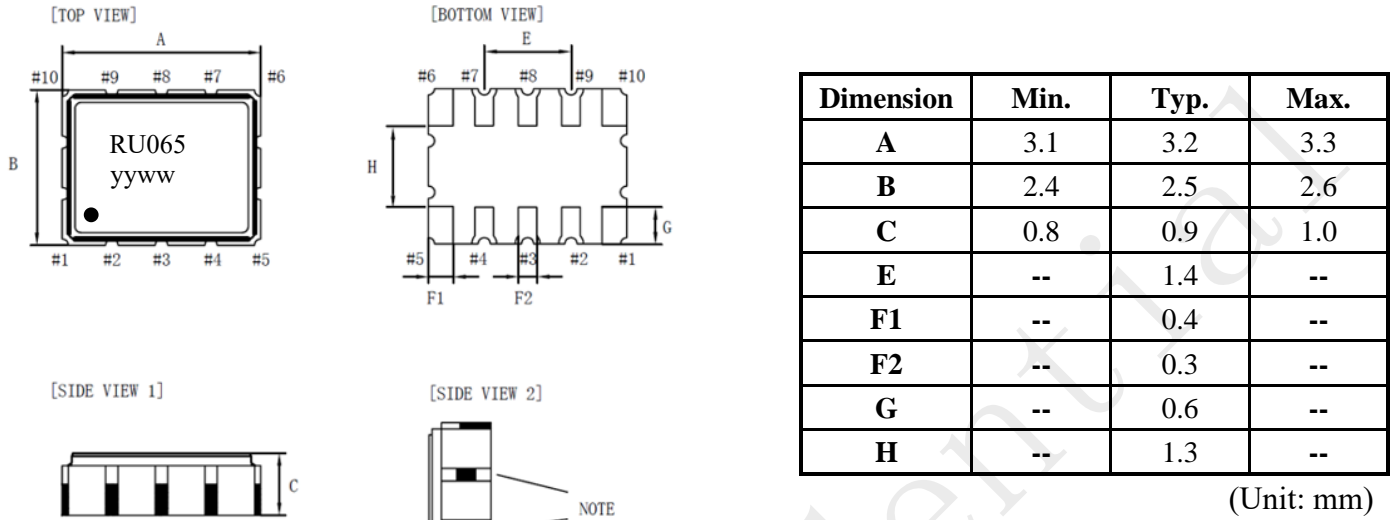 [TOP VIEW]
A
#10 #9 #8 #7 #6
B
RU065
yyww
#1 #2 #3 #4 #5
[BOTTOM VIEW]
E
#6 #7 #8 #9 #10
H
G
#5 #4 #3 #2 #1
F1 F2
[SIDE VIEW 1]
C
[SIDE VIEW 2]
NOTE
Dimension Min. Typ. Max.
A 3.1 3.2 3.3
B 2.4 2.5 2.6
C 0.8 0.9 1.0
E -- 1.4 --
F1 -- 0.4 --
F2 -- 0.3 --
G -- 0.6 --
H -- 1.3 --
(Unit: mm)